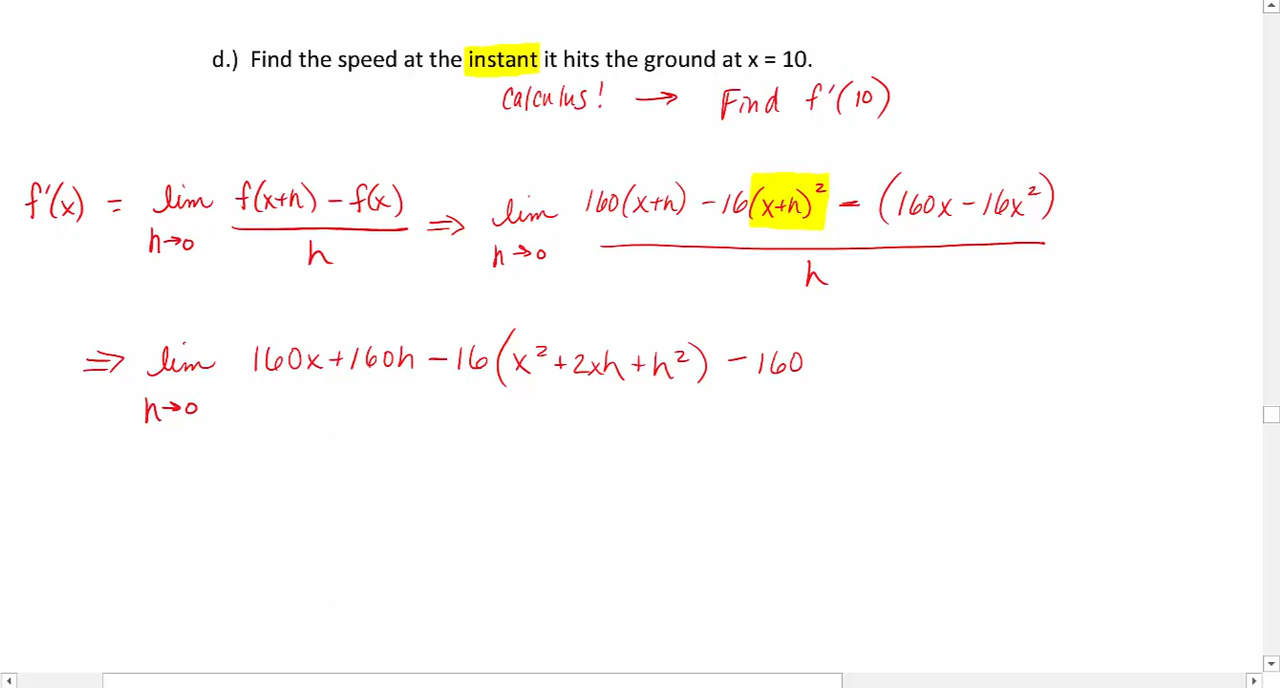 d.) Find the speed at the instant it hits the ground at x = 10.
Calculus! → Find f'(10)
f'(x) = lim h→0 (f(x+h) - f(x))/h ⇒ lim h→0 (160(x+h) - 16(x+h)² - (160x - 16x²))/h
⇒ lim h→0 160x + 160h - 16(x² + 2xh + h²) - 160